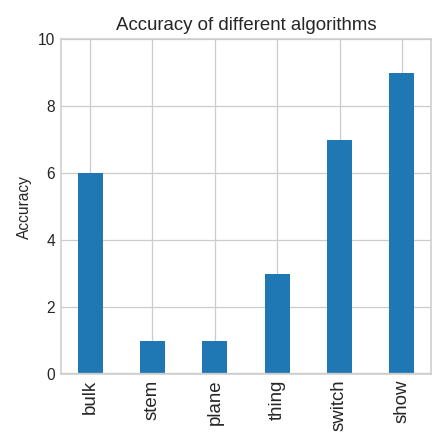 Accuracy of different algorithms
10
8
6
4
2
0
Accuracy
bulk
stem
plane
thing
switch
show